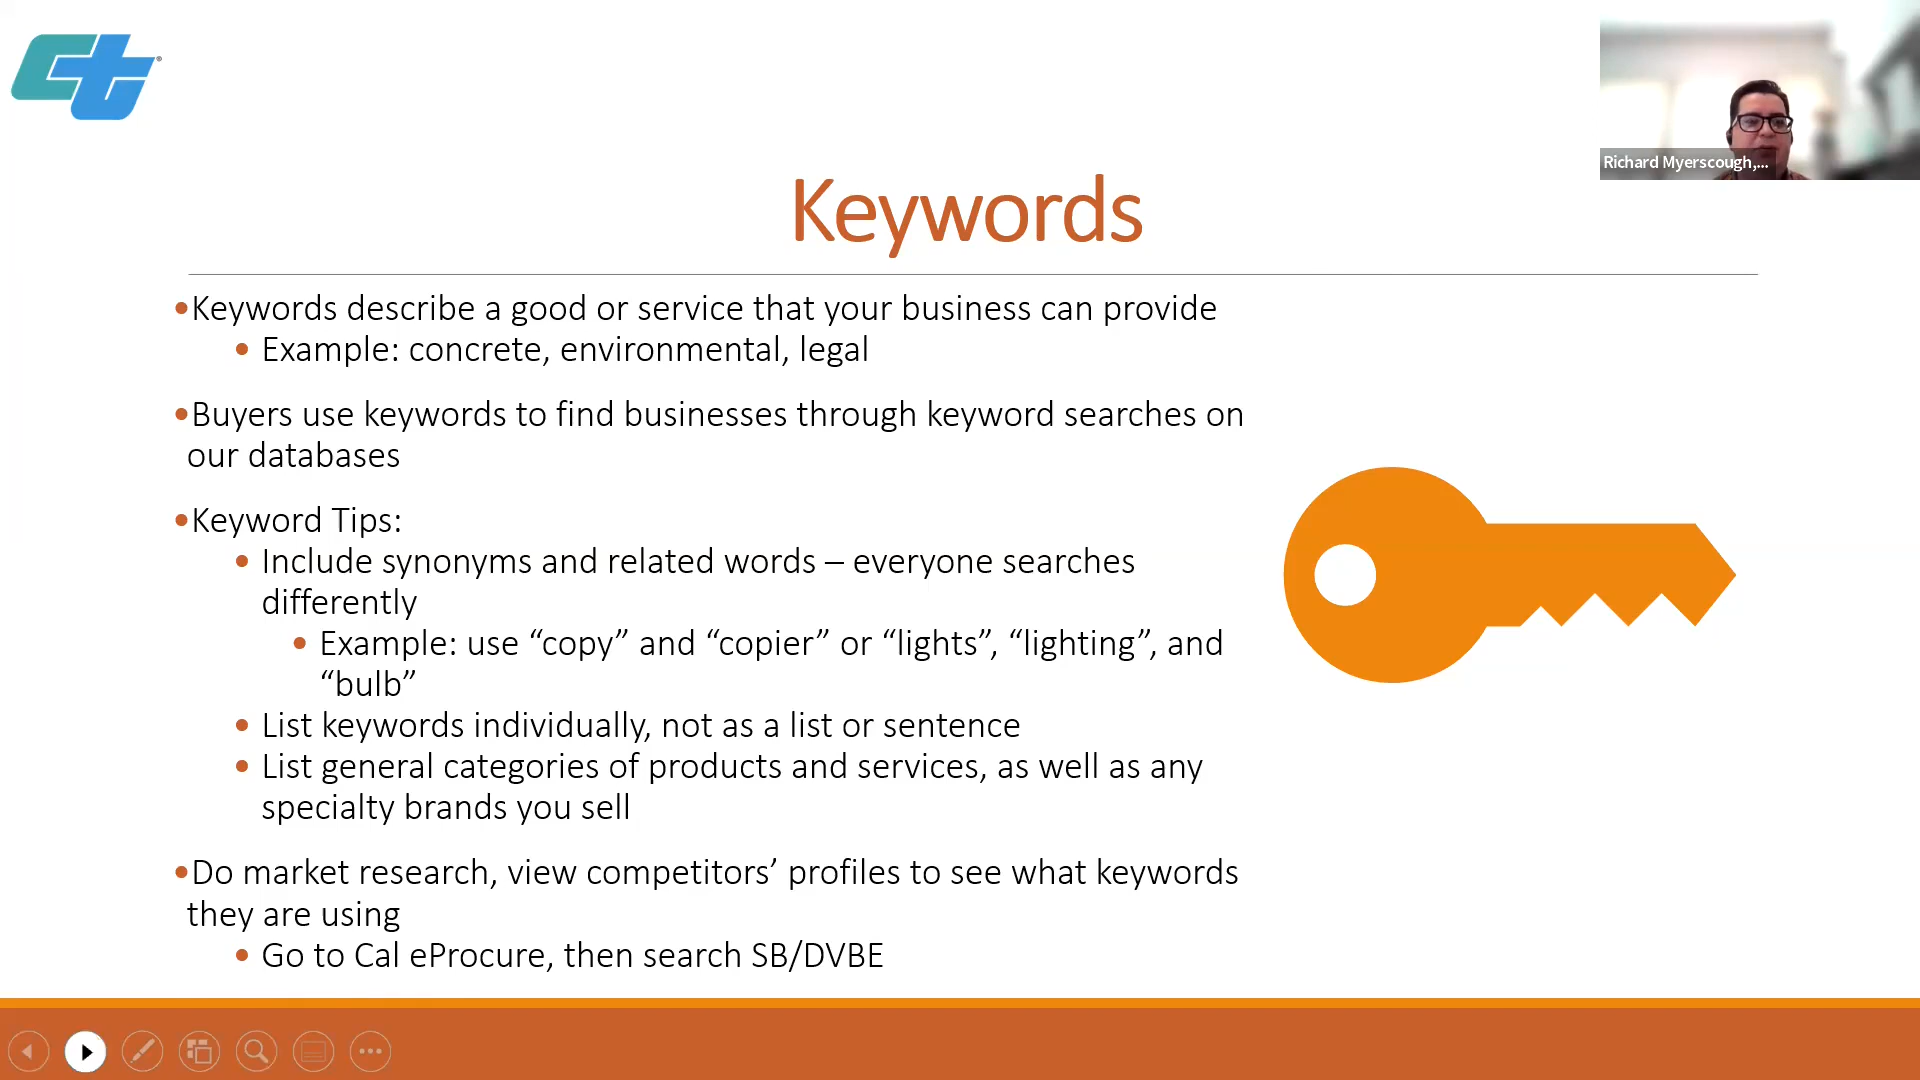 ct
Richard Myerscough,...
Keywords
•Keywords describe a good or service that your business can provide
• Example: concrete, environmental, legal
•Buyers use keywords to find businesses through keyword searches on
our databases
•Keyword Tips:
• Include synonyms and related words – everyone searches
differently
• Example: use “copy” and “copier” or “lights”, “lighting”, and
“bulb”
• List keywords individually, not as a list or sentence
• List general categories of products and services, as well as any
specialty brands you sell
•Do market research, view competitors’ profiles to see what keywords
they are using
• Go to Cal eProcure, then search SB/DVBE